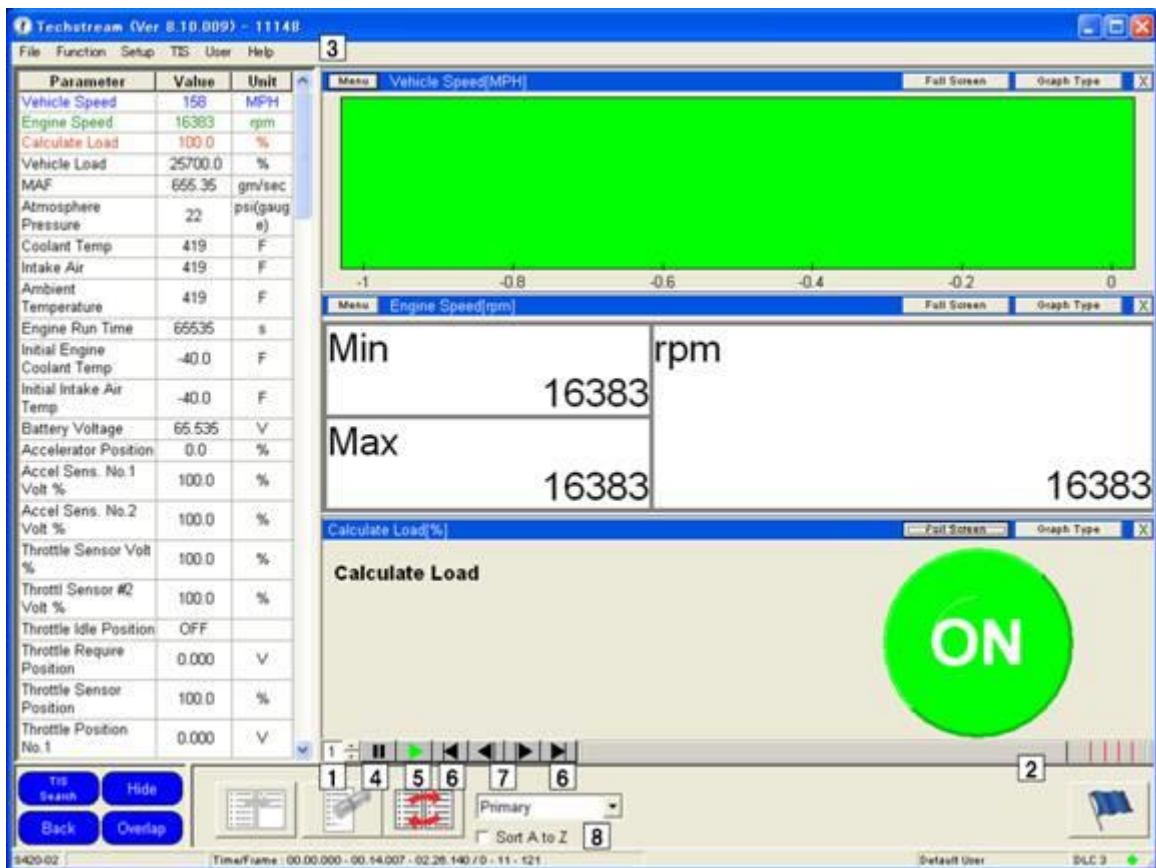 Techstream (Ver 8.10.009) - 11148
File Function Setup TIS User Help
3
Parameter Value Unit
Vehicle Speed 158 MPH
Engine Speed 16383 rpm
Calculate Load 100.0 %
Vehicle Load 25700.0 %
MAF 655.35 gm/sec
Atmosphere Pressure 22 psi(gauge)
Coolant Temp 419 F
Intake Air 419 F
Ambient Temperature 419 F
Engine Run Time 65535 s
Initial Engine Coolant Temp -40.0 F
Initial Intake Air Temp -40.0 F
Battery Voltage 65.535 V
Accelerator Position 0.0 %
Accel Sens. No.1 Volt % 100.0 %
Accel Sens. No.2 Volt % 100.0 %
Throttle Sensor Volt % 100.0 %
Throttl Sensor #2 Volt % 100.0 %
Throttle Idle Position OFF
Throttle Require Position 0.000 V
Throttle Sensor Position 100.0 %
Throttle Position No.1 0.000 V
Menu Vehicle Speed[MPH] Full Screen Graph Type X
-1 -0.8 -0.6 -0.4 -0.2 0
Menu Engine Speed[rpm] Full Screen Graph Type X
Min 16383
Max 16383
rpm 16383
Calculate Load[%] Full Screen Graph Type X
Calculate Load
ON
1
2
1 4 5 6 7 6
TIS Search Hide
Back Overlap
Primary
Sort A to Z 8
S420-02 Time/Frame : 00.00.000 - 00.14.007 - 02.26.140 / 0 - 11 - 121 Default User DLC 3